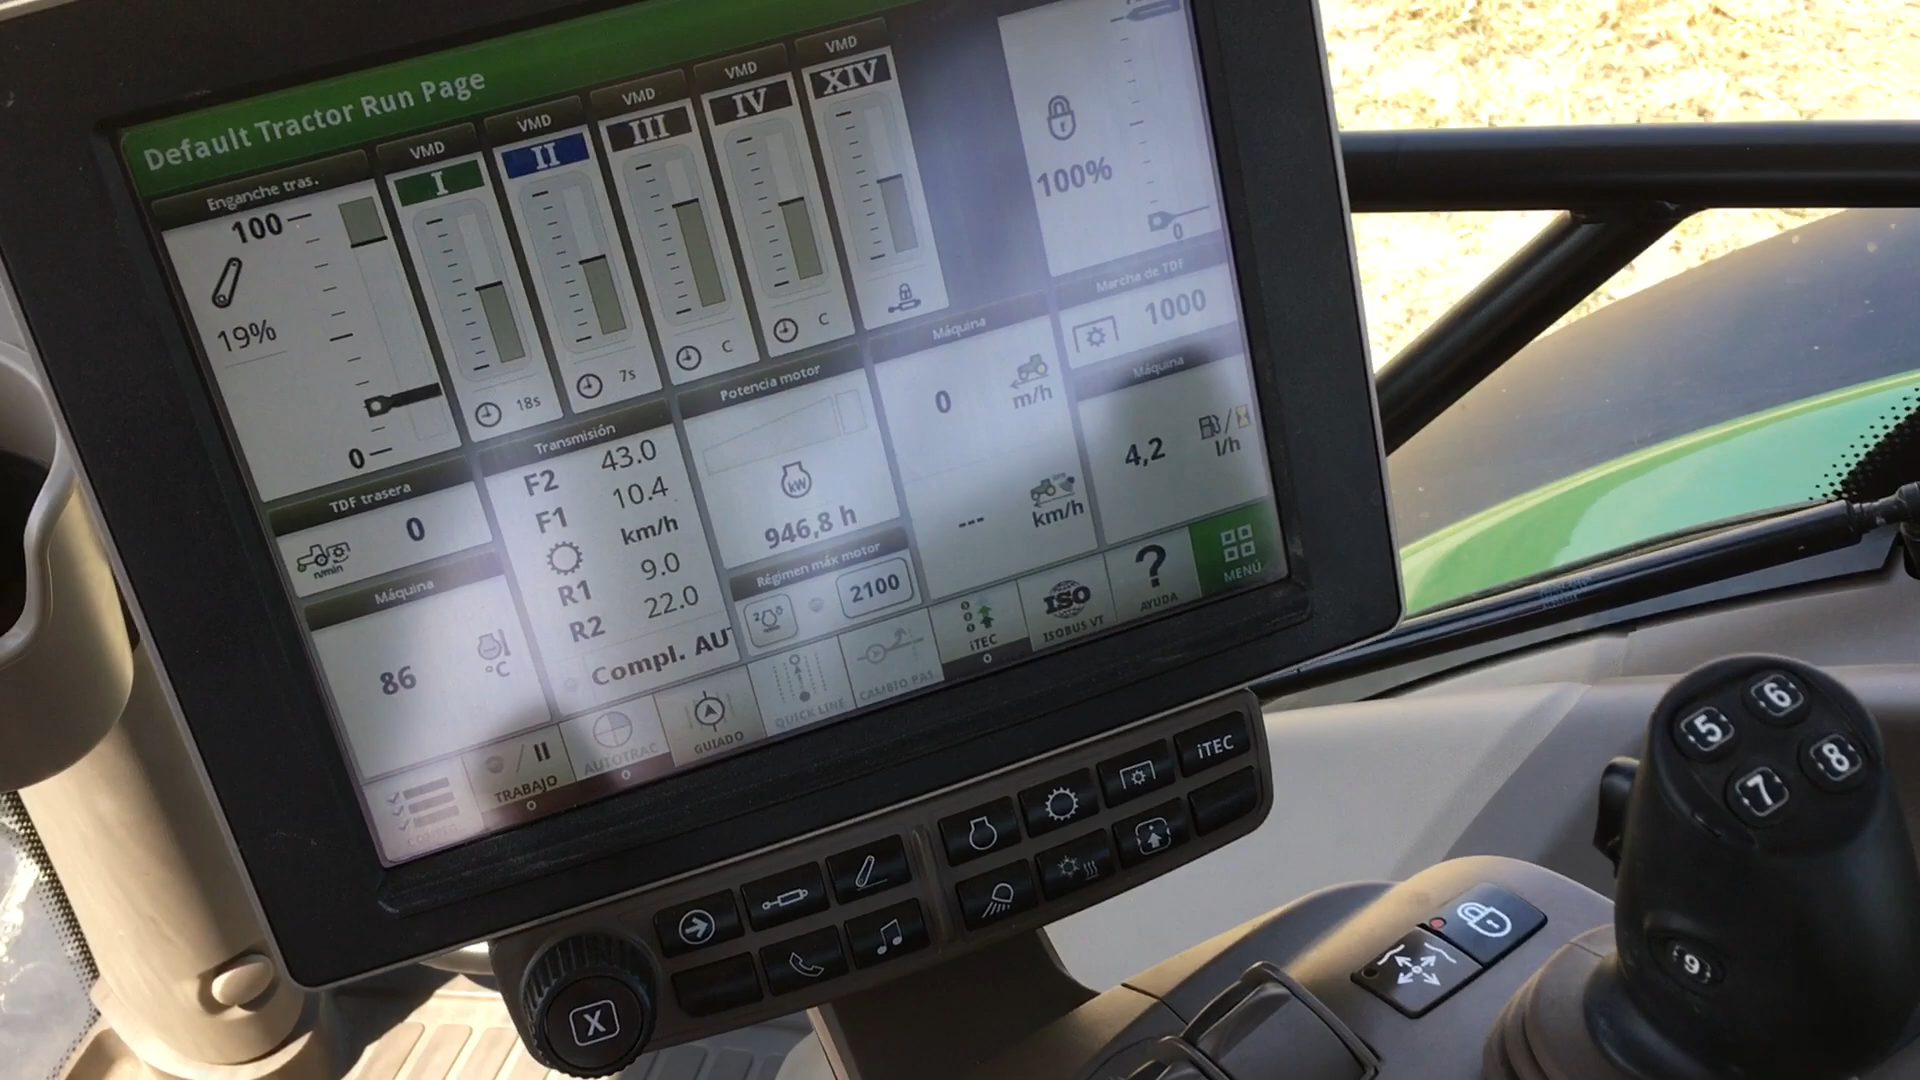 Default Tractor Run Page
Enganche tras.
100
19%
0
VMD
I
18s
VMD
II
7s
VMD
III
C
VMD
IV
C
VMD
XIV
100%
0
Marcha de TDF
1000
TDF trasera
0
n/min
Transmisión
F2 43.0
F1 10.4
km/h
R1 9.0
R2 22.0
Compl. AUT
Potencia motor
kW
946,8 h
Régimen máx motor
2100
Máquina
0
m/h
---
km/h
Máquina
4,2
l/h
Máquina
86
°C
TRABAJO
AUTOTRAC
GUIADO
QUICK LINE
CAMBIO PAS.
iTEC
ISO
ISOBUS VT
?
AYUDA
MENÚ
iTEC
X
5
6
7
8
9